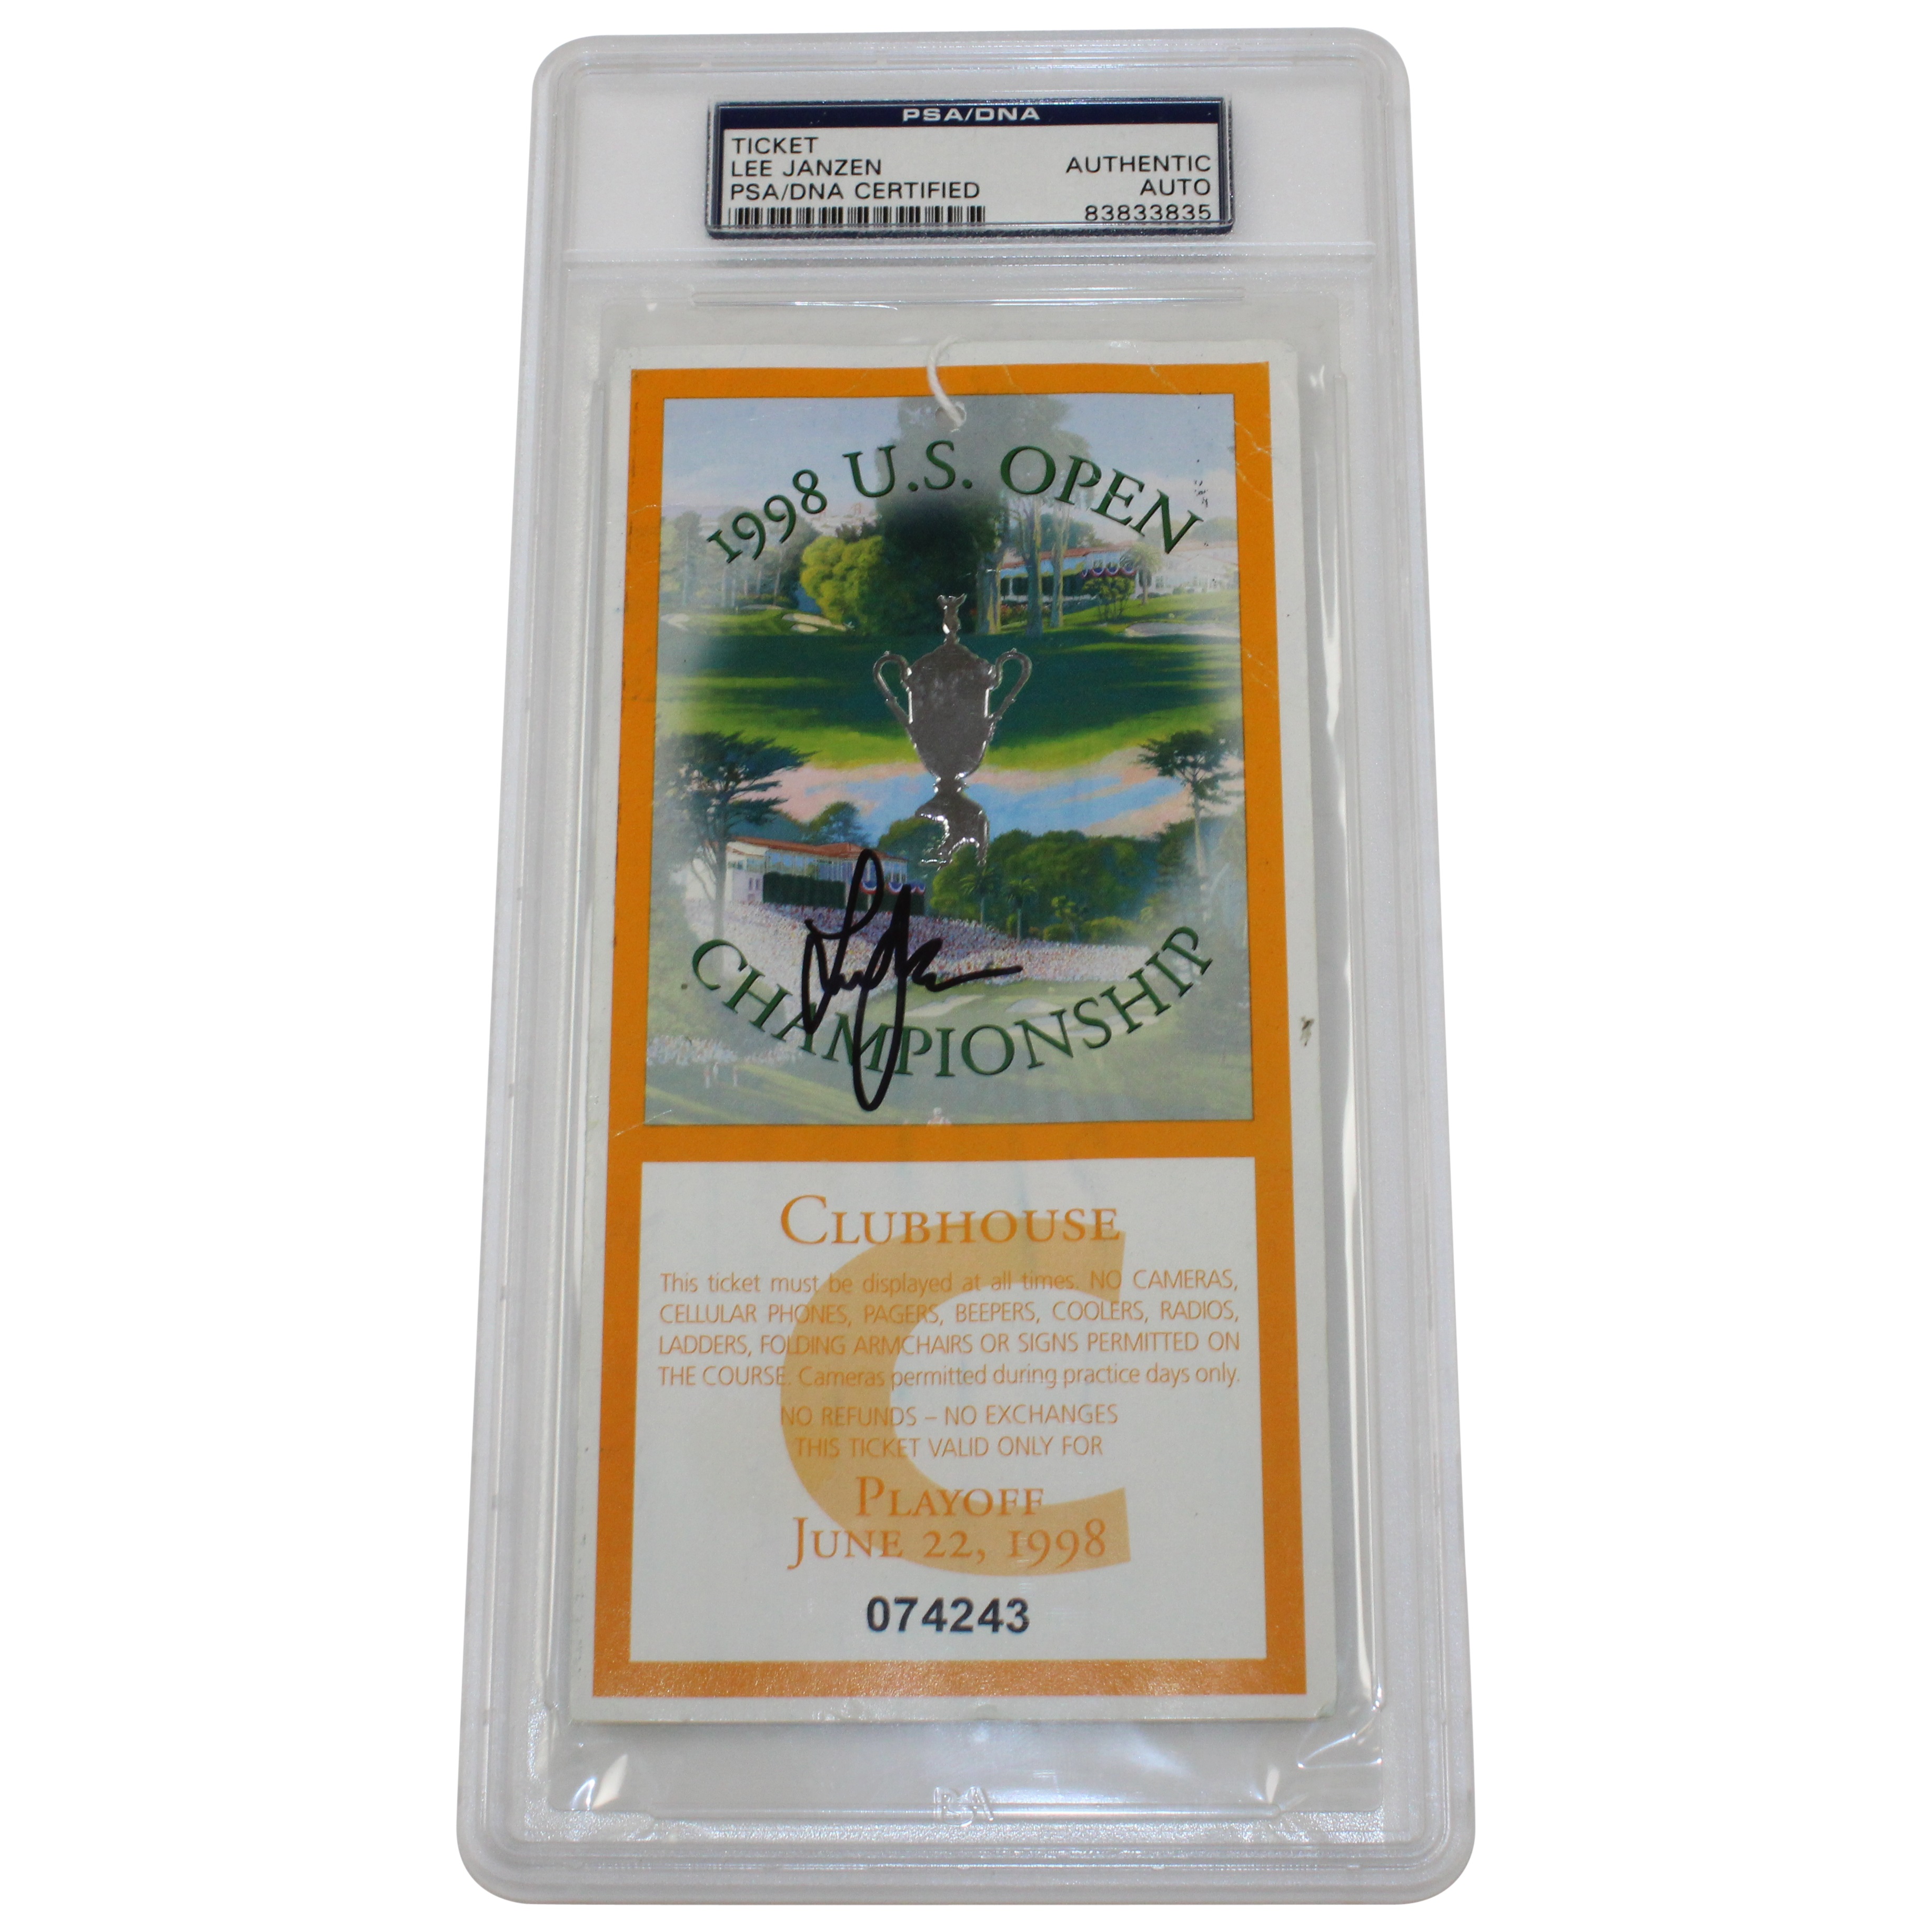 PSA/DNA
TICKET
LEE JANZEN
PSA/DNA CERTIFIED
AUTHENTIC
AUTO
83833835
1998 U.S. OPEN
CHAMPIONSHIP
CLUBHOUSE
This ticket must be displayed at all times. NO CAMERAS,
CELLULAR PHONES, PAGERS, BEEPERS, COOLERS, RADIOS,
LADDERS, FOLDING ARMCHAIRS OR SIGNS PERMITTED ON
THE COURSE. Cameras permitted during practice days only.
NO REFUNDS – NO EXCHANGES
THIS TICKET VALID ONLY FOR
PLAYOFF
JUNE 22, 1998
C
074243
PSA